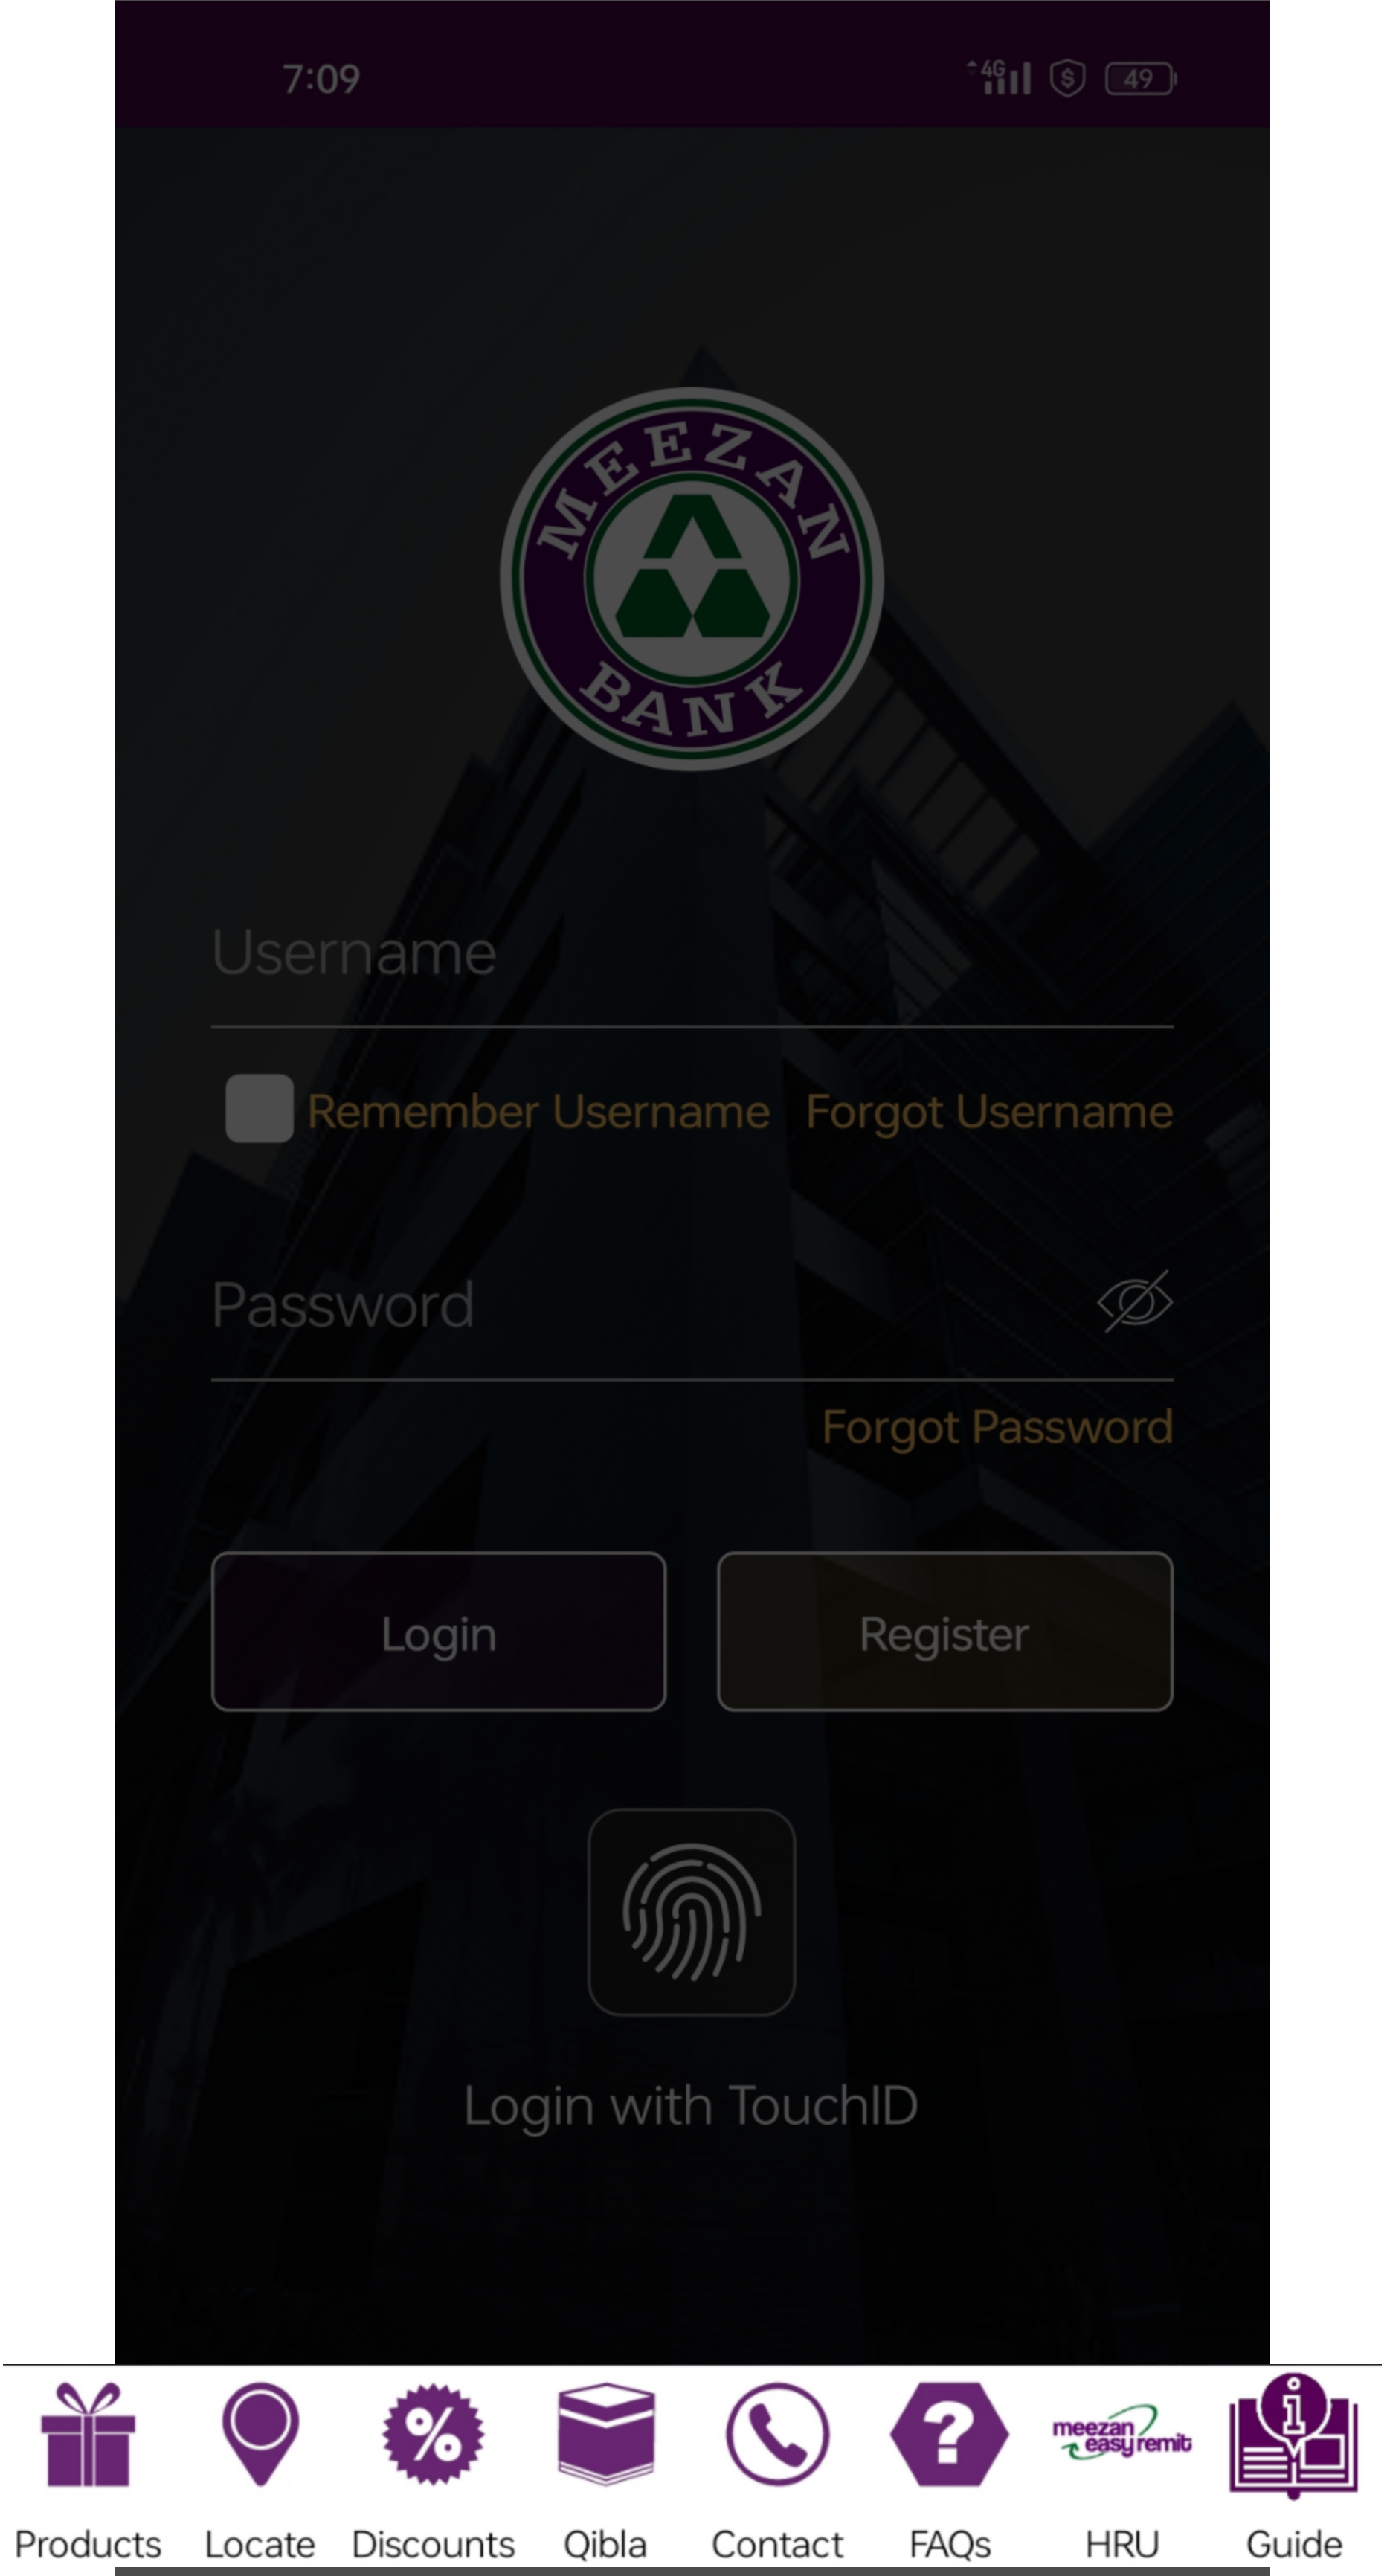 7:09 4G 49
MEEZAN
BANK
Username
Remember Username Forgot Username
Password
Forgot Password
Login Register
Login with TouchID
meezan
easy remit
Products Locate Discounts Qibla Contact FAQs HRU Guide